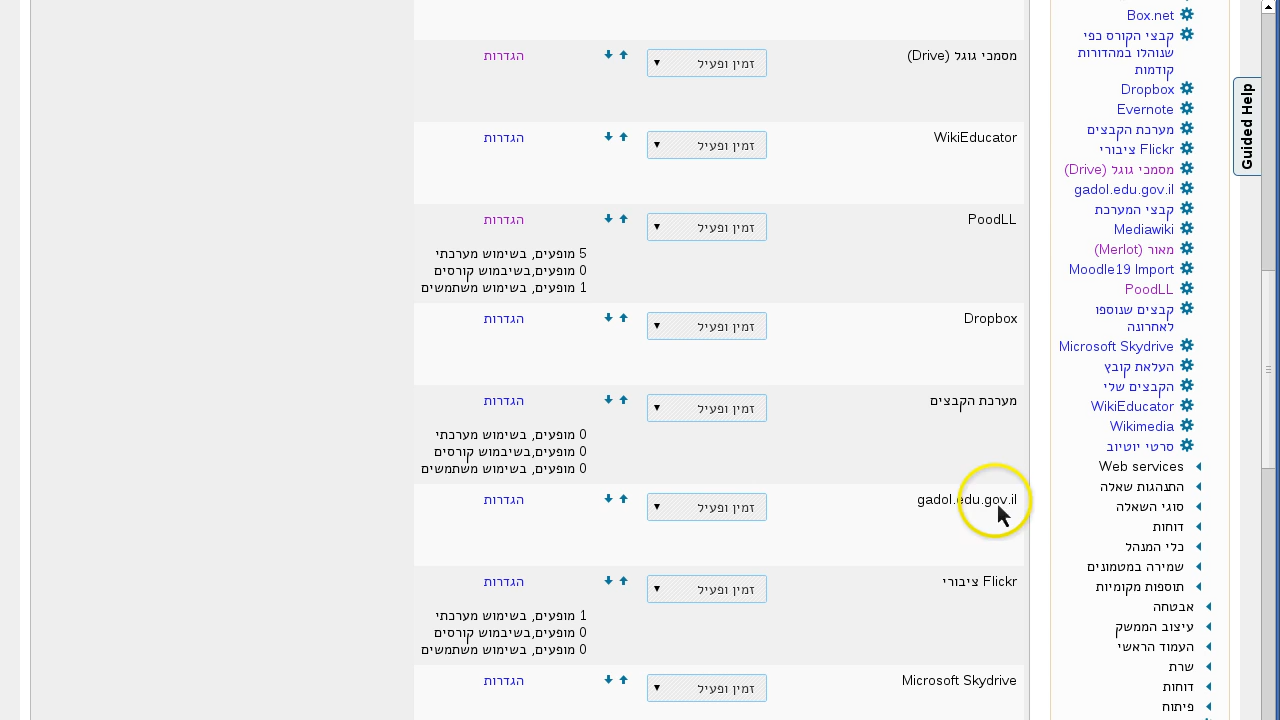 Box.net
קבצי הקורס כפי
שנוהלו במהדורות
קודמות
Dropbox
Evernote
מערכת הקבצים
Flickr ציבורי
מסמכי גוגל (Drive)
gadol.edu.gov.il
קבצי המערכת
Mediawiki
מאור (Merlot)
Moodle19 Import
PoodLL
קבצים שנוספו
לאחרונה
Microsoft Skydrive
העלאת קובץ
הקבצים שלי
WikiEducator
Wikimedia
סרטי יוטיוב
Web services
התנהגות שאלה
סוגי השאלה
דוחות
כלי המנהל
שמירה במטמונים
תוספות מקומיות
אבטחה
עיצוב הממשק
העמוד הראשי
שרת
דוחות
פיתוח
Guided Help
מסמכי גוגל (Drive) זמין ופעיל הגדרות
WikiEducator זמין ופעיל הגדרות
PoodLL זמין ופעיל הגדרות
5 מופעים, בשימוש מערכתי
0 מופעים,בשיבמוש קורסים
1 מופעים, בשימוש משתמשים
Dropbox זמין ופעיל הגדרות
מערכת הקבצים זמין ופעיל הגדרות
0 מופעים, בשימוש מערכתי
0 מופעים,בשיבמוש קורסים
0 מופעים, בשימוש משתמשים
gadol.edu.gov.il זמין ופעיל הגדרות
Flickr ציבורי זמין ופעיל הגדרות
1 מופעים, בשימוש מערכתי
0 מופעים,בשיבמוש קורסים
0 מופעים, בשימוש משתמשים
Microsoft Skydrive זמין ופעיל הגדרות